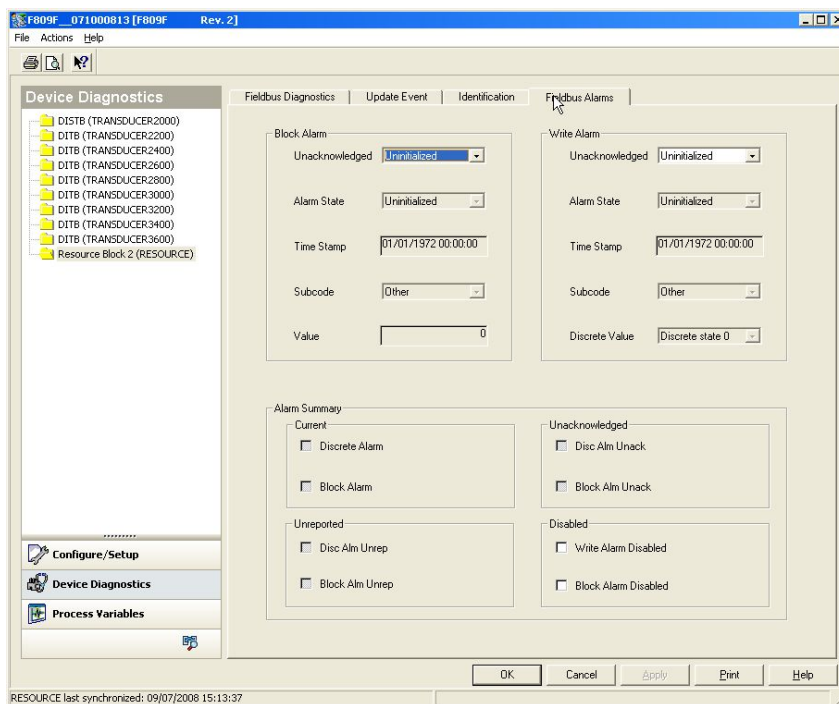 F809F__071000813 [F809F Rev. 2]
File Actions Help
Device Diagnostics
DISTB (TRANSDUCER2000)
DITB (TRANSDUCER2200)
DITB (TRANSDUCER2400)
DITB (TRANSDUCER2600)
DITB (TRANSDUCER2800)
DITB (TRANSDUCER3000)
DITB (TRANSDUCER3200)
DITB (TRANSDUCER3400)
DITB (TRANSDUCER3600)
Resource Block 2 (RESOURCE)
Configure/Setup
Device Diagnostics
Process Variables
Fieldbus Diagnostics Update Event Identification Fieldbus Alarms
Block Alarm
Unacknowledged Uninitialized
Alarm State Uninitialized
Time Stamp 01/01/1972 00:00:00
Subcode Other
Value 0
Write Alarm
Unacknowledged Uninitialized
Alarm State Uninitialized
Time Stamp 01/01/1972 00:00:00
Subcode Other
Discrete Value Discrete state 0
Alarm Summary
Current
Discrete Alarm
Block Alarm
Unacknowledged
Disc Alm Unack
Block Alm Unack
Unreported
Disc Alm Unrep
Block Alm Unrep
Disabled
Write Alarm Disabled
Block Alarm Disabled
OK Cancel Apply Print Help
RESOURCE last synchronized: 09/07/2008 15:13:37